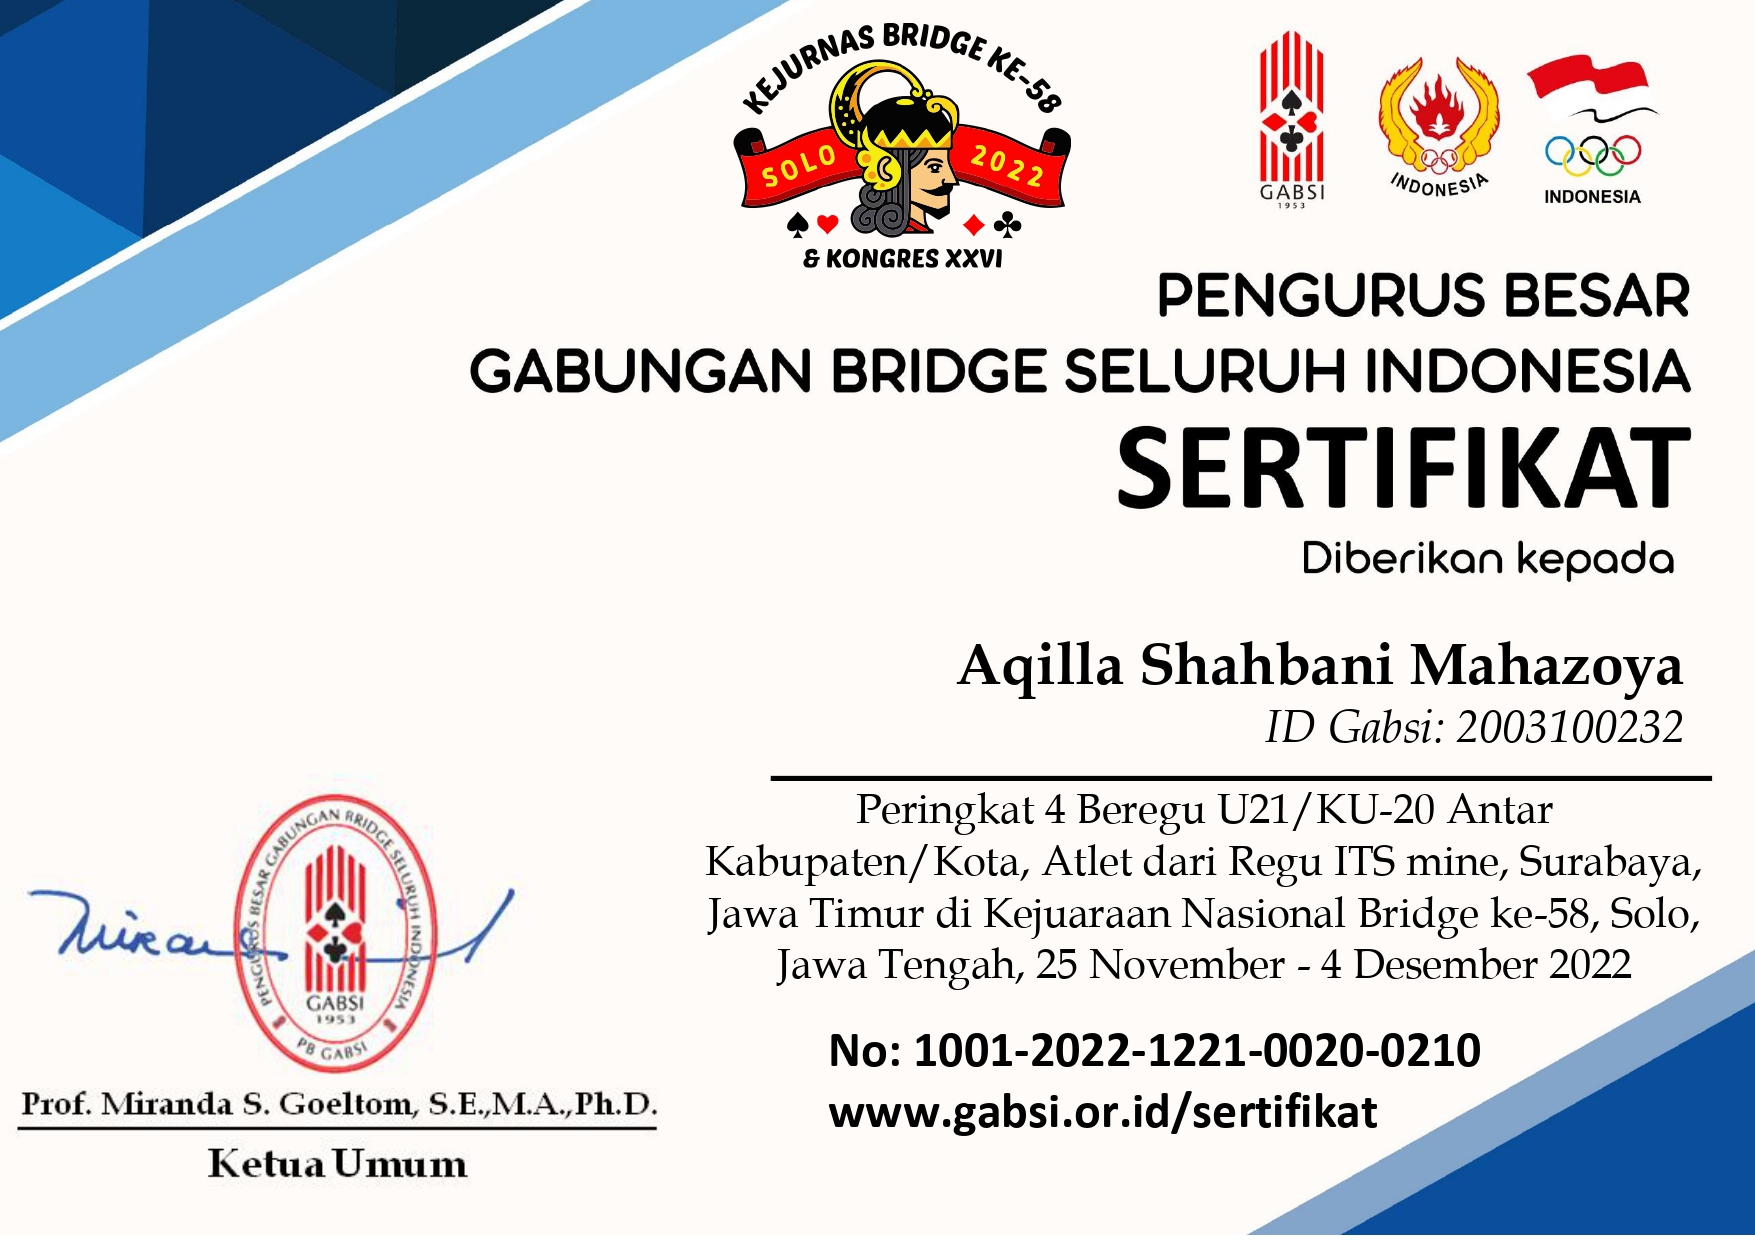 KEJURNAS BRIDGE KE-58
SOLO 2022
& KONGRES XXVI
GABSI
1953
INDONESIA
INDONESIA
PENGURUS BESAR
GABUNGAN BRIDGE SELURUH INDONESIA
SERTIFIKAT
Diberikan kepada
Aqilla Shahbani Mahazoya
ID Gabsi: 2003100232
Peringkat 4 Beregu U21/KU-20 Antar
Kabupaten/Kota, Atlet dari Regu ITS mine, Surabaya,
Jawa Timur di Kejuaraan Nasional Bridge ke-58, Solo,
Jawa Tengah, 25 November - 4 Desember 2022
No: 1001-2022-1221-0020-0210
www.gabsi.or.id/sertifikat
PENGURUS BESAR GABUNGAN BRIDGE SELURUH INDONESIA
GABSI
1953
PB GABSI
Prof. Miranda S. Goeltom, S.E.,M.A.,Ph.D.
Ketua Umum